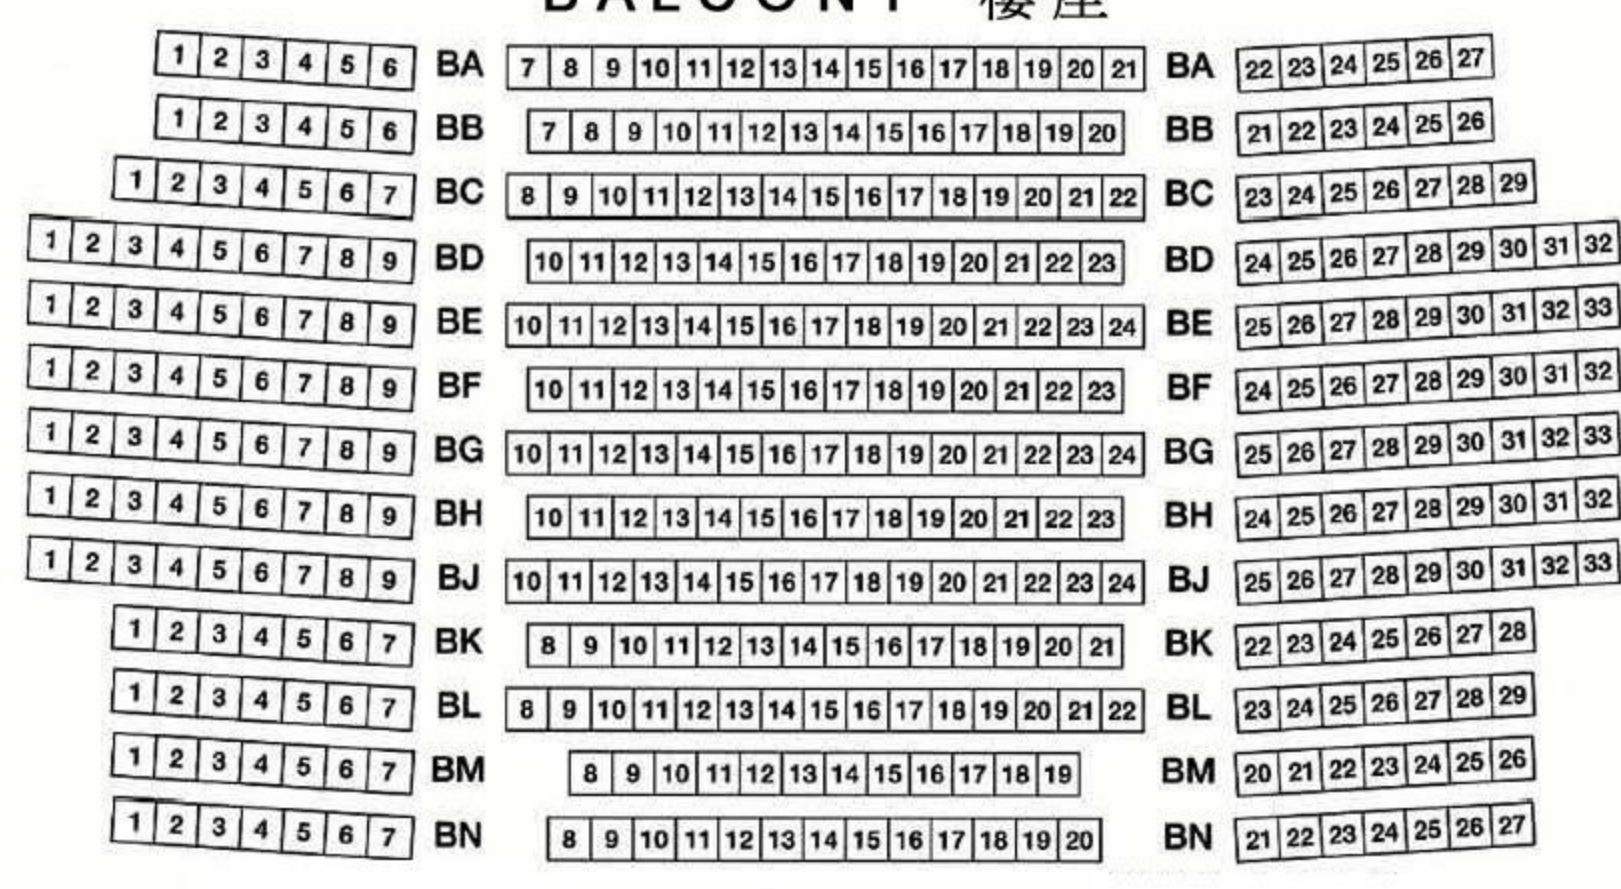 BALCONY 樓座
1 2 3 4 5 6 BA 7 8 9 10 11 12 13 14 15 16 17 18 19 20 21 BA 22 23 24 25 26 27
1 2 3 4 5 6 BB 7 8 9 10 11 12 13 14 15 16 17 18 19 20 BB 21 22 23 24 25 26
1 2 3 4 5 6 7 BC 8 9 10 11 12 13 14 15 16 17 18 19 20 21 22 BC 23 24 25 26 27 28 29
1 2 3 4 5 6 7 8 9 BD 10 11 12 13 14 15 16 17 18 19 20 21 22 23 BD 24 25 26 27 28 29 30 31 32
1 2 3 4 5 6 7 8 9 BE 10 11 12 13 14 15 16 17 18 19 20 21 22 23 24 BE 25 26 27 28 29 30 31 32 33
1 2 3 4 5 6 7 8 9 BF 10 11 12 13 14 15 16 17 18 19 20 21 22 23 BF 24 25 26 27 28 29 30 31 32
1 2 3 4 5 6 7 8 9 BG 10 11 12 13 14 15 16 17 18 19 20 21 22 23 24 BG 25 26 27 28 29 30 31 32 33
1 2 3 4 5 6 7 8 9 BH 10 11 12 13 14 15 16 17 18 19 20 21 22 23 BH 24 25 26 27 28 29 30 31 32
1 2 3 4 5 6 7 8 9 BJ 10 11 12 13 14 15 16 17 18 19 20 21 22 23 24 BJ 25 26 27 28 29 30 31 32 33
1 2 3 4 5 6 7 BK 8 9 10 11 12 13 14 15 16 17 18 19 20 21 BK 22 23 24 25 26 27 28
1 2 3 4 5 6 7 BL 8 9 10 11 12 13 14 15 16 17 18 19 20 21 22 BL 23 24 25 26 27 28 29
1 2 3 4 5 6 7 BM 8 9 10 11 12 13 14 15 16 17 18 19 BM 20 21 22 23 24 25 26
1 2 3 4 5 6 7 BN 8 9 10 11 12 13 14 15 16 17 18 19 20 BN 21 22 23 24 25 26 27